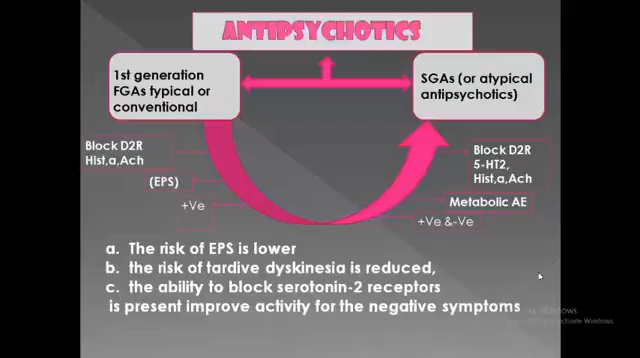 ANTIPSYCHOTICS
1st generation
FGAs typical or
conventional
SGAs (or atypical
antipsychotics)
Block D2R
Hist,a,Ach
(EPS)
+Ve
Block D2R
5-HT2,
Hist,a,Ach
Metabolic AE
+Ve &-Ve
a. The risk of EPS is lower
b. the risk of tardive dyskinesia is reduced,
c. the ability to block serotonin-2 receptors
is present improve activity for the negative symptoms
Windows
Windows.